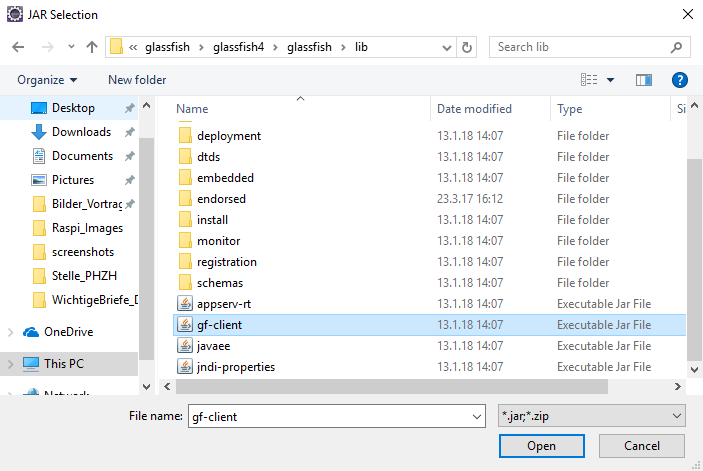 JAR Selection
« glassfish > glassfish4 > glassfish > lib
Search lib
Organize
New folder
Desktop
Downloads
Documents
Pictures
Bilder_Vortrag
Raspi_Images
screenshots
Stelle_PHZH
WichtigeBriefe_D
OneDrive
This PC
Name Date modified Type Si
deployment 13.1.18 14:07 File folder
dtds 13.1.18 14:07 File folder
embedded 13.1.18 14:07 File folder
endorsed 23.3.17 16:12 File folder
install 13.1.18 14:07 File folder
monitor 13.1.18 14:07 File folder
registration 13.1.18 14:07 File folder
schemas 13.1.18 14:07 File folder
appserv-rt 13.1.18 14:07 Executable Jar File
gf-client 13.1.18 14:07 Executable Jar File
javaee 13.1.18 14:07 Executable Jar File
jndi-properties 13.1.18 14:07 Executable Jar File
File name: gf-client *.jar;*.zip
Open Cancel